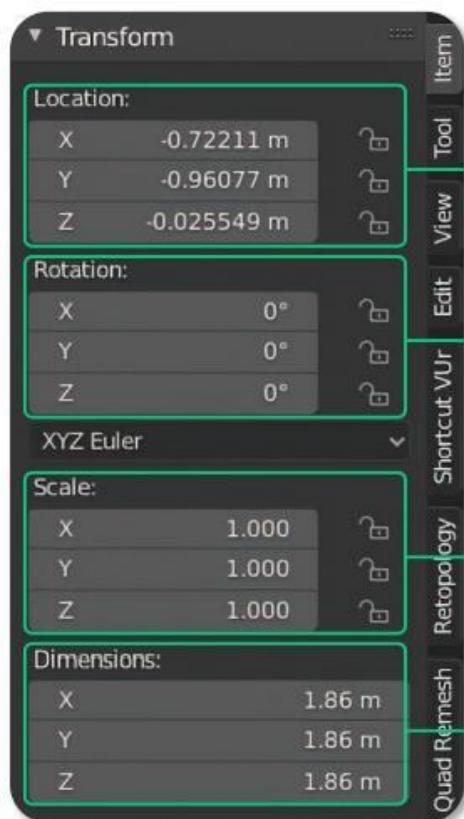 Transform
Location:
X -0.72211 m
Y -0.96077 m
Z -0.025549 m
Rotation:
X 0°
Y 0°
Z 0°
XYZ Euler
Scale:
X 1.000
Y 1.000
Z 1.000
Dimensions:
X 1.86 m
Y 1.86 m
Z 1.86 m
Item
Tool
View
Edit
Shortcut VUr
Retopology
Quad Remesh